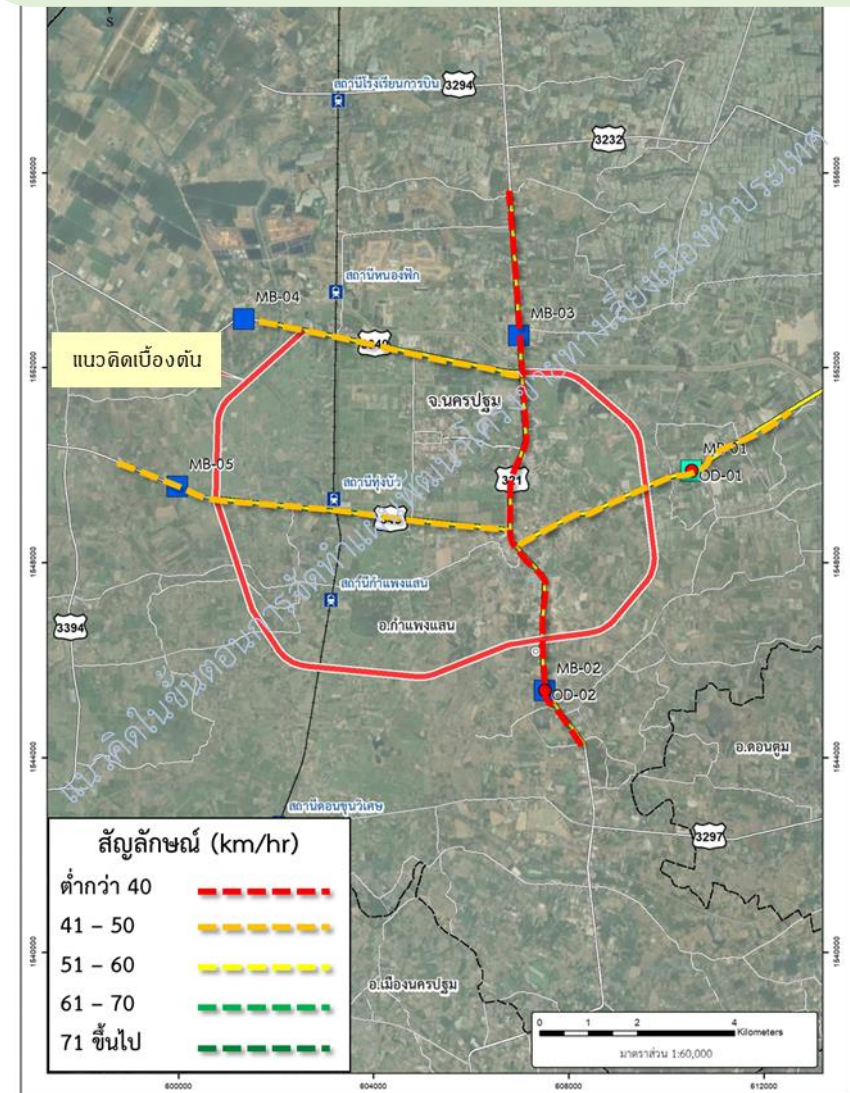 S
สถานีโรงเรียนการบิน
3294
3232
สถานีหนองฟัก
MB-04
MB-03
แนวคิดเบื้องต้น
จ.นครปฐม
MB-01
OD-01
MB-05
สถานีทุ่งบัว
321
สถานีกำแพงแสน
3394
อ.กำแพงแสน
MB-02
OD-02
อ.ดอนตูม
สถานีดอนขุนวิเศษ
3297
อ.เมืองนครปฐม
สัญลักษณ์ (km/hr)
ต่ำกว่า 40
41 – 50
51 – 60
61 – 70
71 ขึ้นไป
0 1 2 4
Kilometers
มาตราส่วน 1:60,000
1556000
1552000
1548000
1544000
1540000
1556000
1552000
1548000
1544000
1540000
600000 604000 608000 612000